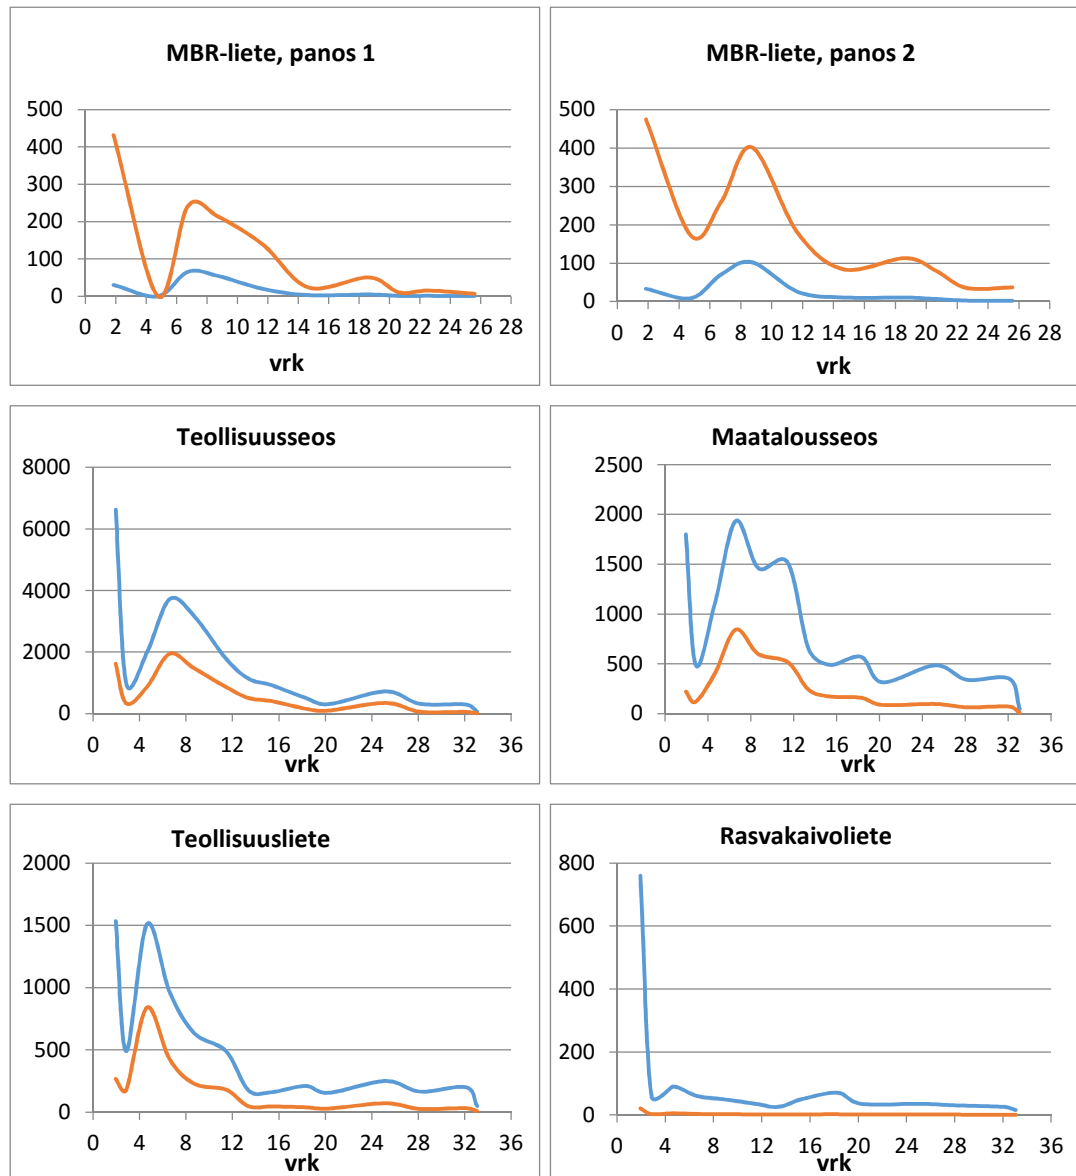 MBR-liete, panos 1
500
400
300
200
100
0
0 2 4 6 8 10 12 14 16 18 20 22 24 26 28
vrk
MBR-liete, panos 2
500
400
300
200
100
0
0 2 4 6 8 10 12 14 16 18 20 22 24 26 28
vrk
Teollisuusseos
8000
6000
4000
2000
0
0 4 8 12 16 20 24 28 32 36
vrk
Maatalousseos
2500
2000
1500
1000
500
0
0 4 8 12 16 20 24 28 32 36
vrk
Teollisuusliete
2000
1500
1000
500
0
0 4 8 12 16 20 24 28 32 36
vrk
Rasvakaivoliete
800
600
400
200
0
0 4 8 12 16 20 24 28 32 36
vrk